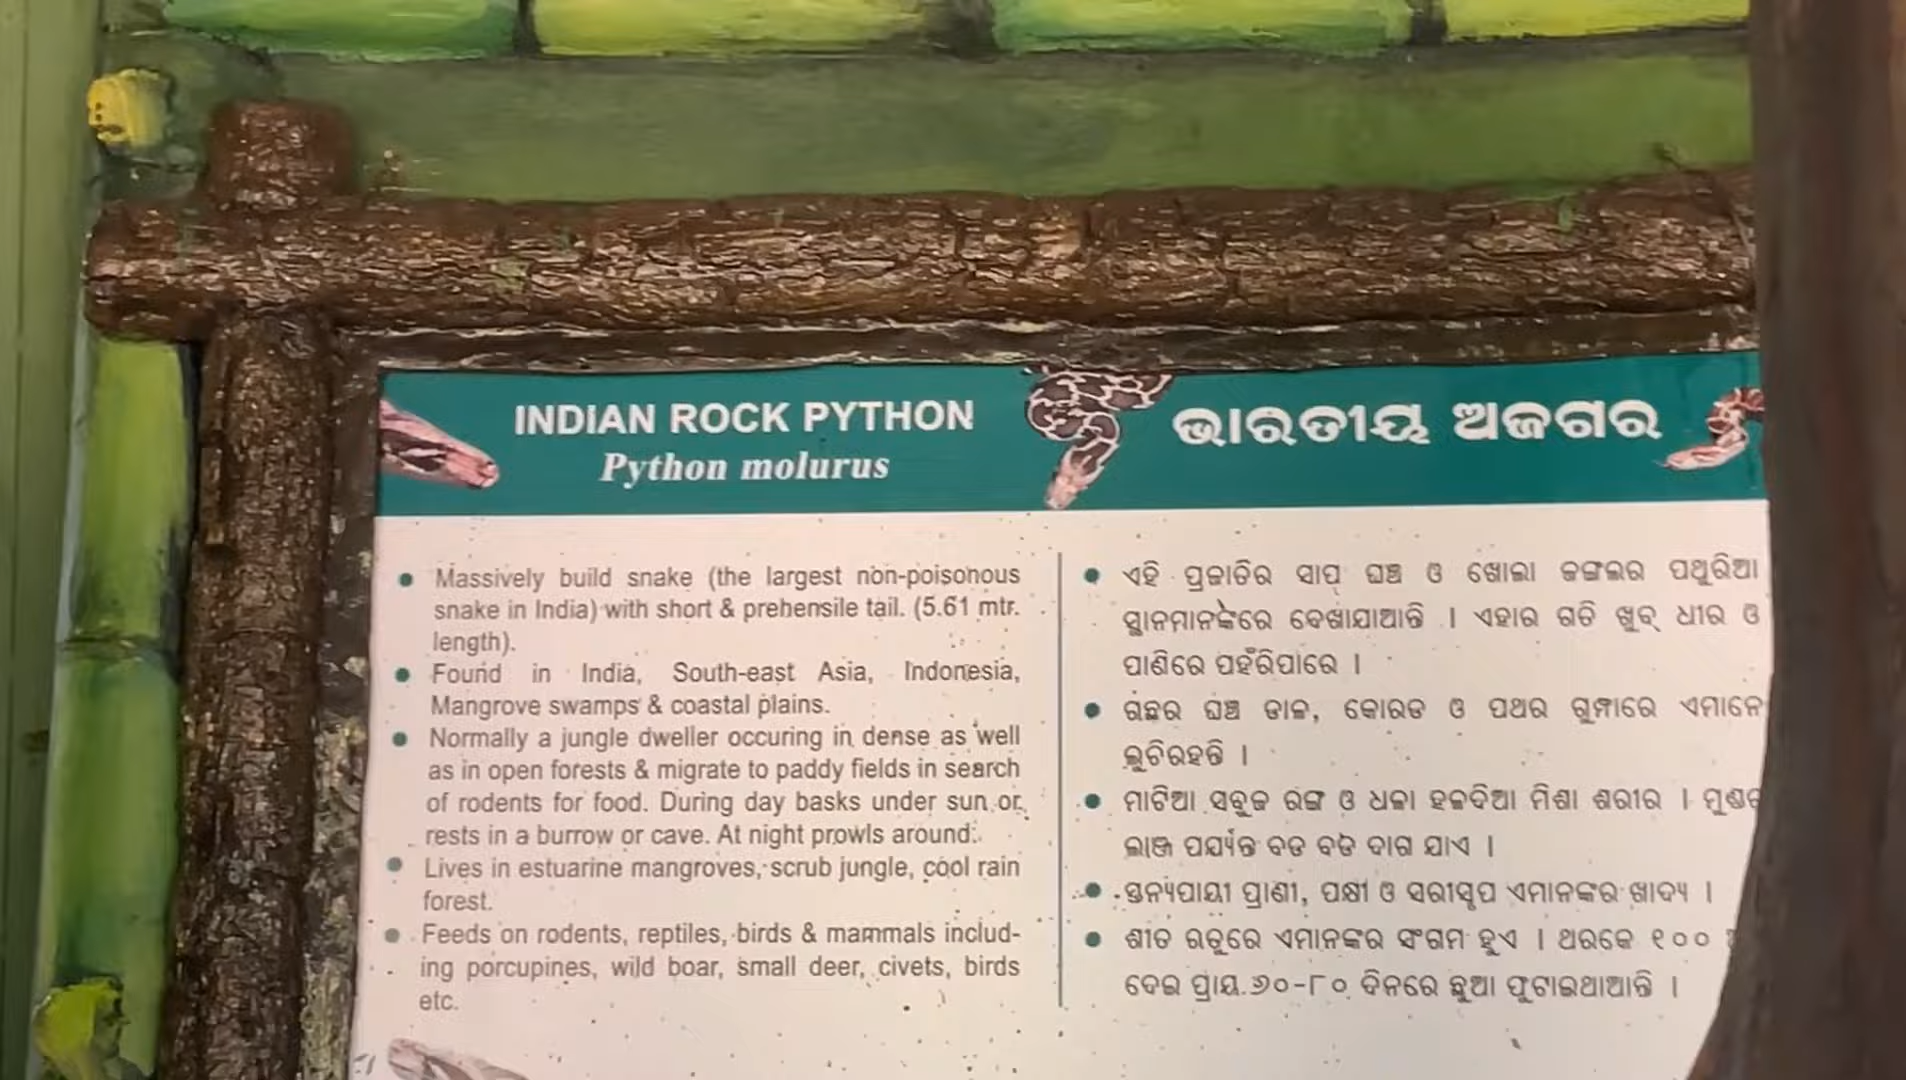 INDIAN ROCK PYTHON
Python molurus
• Massively build snake (the largest non-poisonous
snake in India) with short & prehensile tail. (5.61 mtr.
length).
• Found in India, South-east Asia, Indonesia,
Mangrove swamps & coastal plains.
• Normally a jungle dweller occuring in dense as well
as in open forests & migrate to paddy fields in search
of rodents for food. During day basks under sun or
rests in a burrow or cave. At night prowls around.
• Lives in estuarine mangroves, scrub jungle, cool rain
forest.
• Feeds on rodents, reptiles, birds & mammals includ-
ing porcupines, wild boar, small deer, civets, birds
etc.
ଭାରତୀୟ ଅଜଗର
• ଏହି ପ୍ରଜାତିର ସାପ ଘଞ୍ଚ ଓ ଖୋଲା ଜଙ୍ଗଲର ପଥୁରିଆ
ସ୍ଥାନମାନଙ୍କରେ ଦେଖାଯାଆନ୍ତି । ଏହାର ଗତି ଖୁବ୍ ଧୀର ଓ
ପାଣିରେ ପହଁରିପାରେ ।
• ଗଛର ଘଞ୍ଚ ଡାଳ, କୋରଡ ଓ ପଥର ଗୁମ୍ଫାରେ ଏମାନେ
ଲୁଚିରହନ୍ତି ।
• ମାଟିଆ ସବୁଜ ରଙ୍ଗ ଓ ଧଳା ହଳଦିଆ ମିଶା ଶରୀର ।
ଲାଞ୍ଜ ପର୍ଯ୍ୟନ୍ତ ବଡ ବଡ ଦାଗ ଯାଏ ।
• ସ୍ତନ୍ୟପାୟୀ ପ୍ରାଣୀ, ପକ୍ଷୀ ଓ ସରୀସୃପ ଏମାନଙ୍କର ଖାଦ୍ୟ ।
• ଶୀତ ଋତୁରେ ଏମାନଙ୍କର ସଂଗମ ହୁଏ । ଥରକେ ୧୦୦
ଦେଇ ପ୍ରାୟ ୬୦-୮୦ ଦିନରେ ଛୁଆ ଫୁଟାଇଥାଆନ୍ତି ।